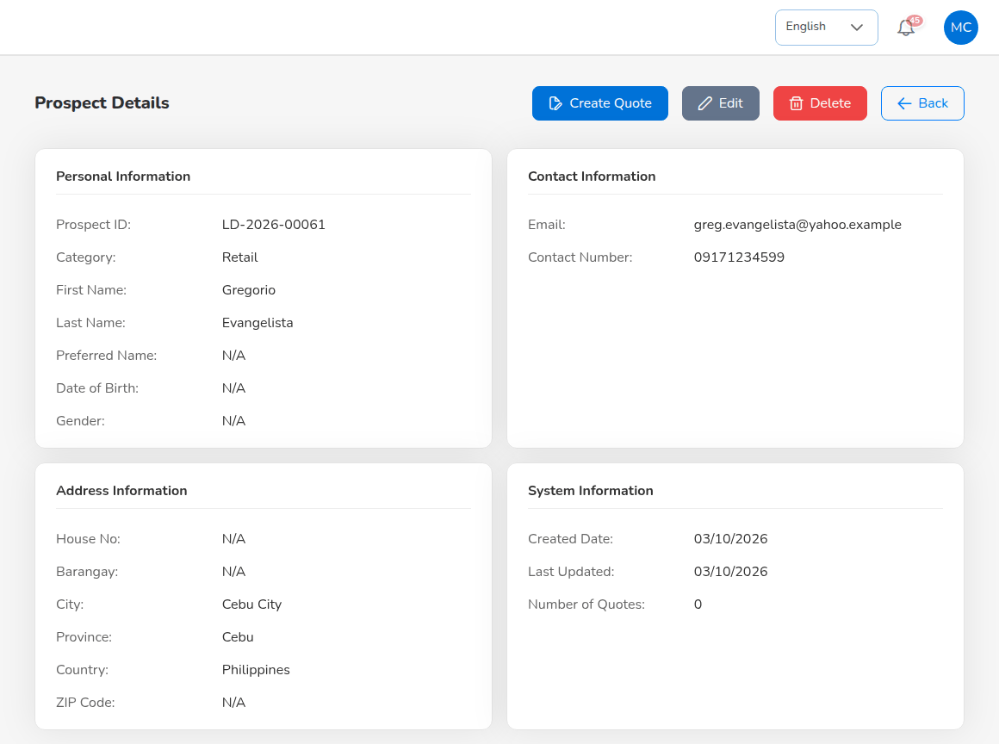 English
45
MC
Prospect Details
Create Quote
Edit
Delete
Back
Personal Information
Prospect ID: LD-2026-00061
Category: Retail
First Name: Gregorio
Last Name: Evangelista
Preferred Name: N/A
Date of Birth: N/A
Gender: N/A
Contact Information
Email: greg.evangelista@yahoo.example
Contact Number: 09171234599
Address Information
House No: N/A
Barangay: N/A
City: Cebu City
Province: Cebu
Country: Philippines
ZIP Code: N/A
System Information
Created Date: 03/10/2026
Last Updated: 03/10/2026
Number of Quotes: 0